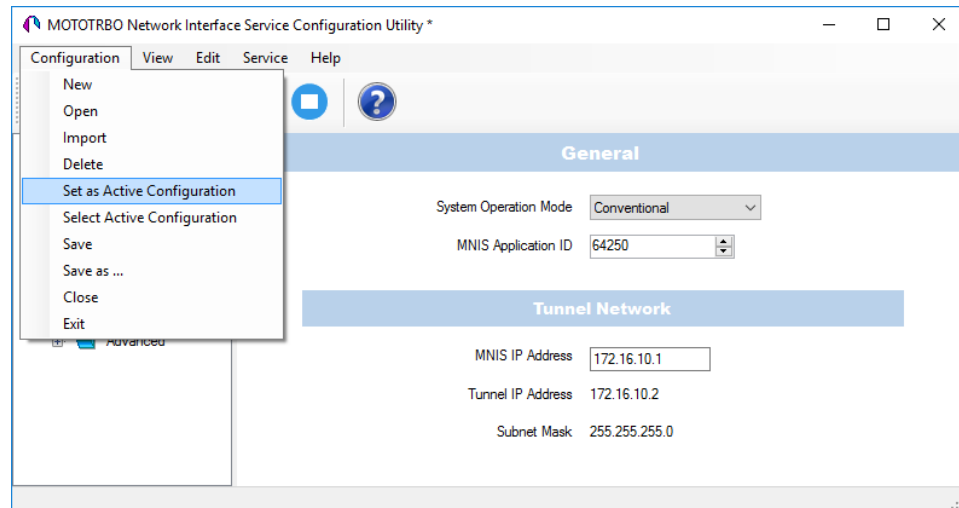 MOTOTRBO Network Interface Service Configuration Utility *
Configuration View Edit Service Help
New
Open
Import
Delete
Set as Active Configuration
Select Active Configuration
Save
Save as ...
Close
Exit
Advanced
General
System Operation Mode Conventional
MNIS Application ID 64250
Tunnel Network
MNIS IP Address 172.16.10.1
Tunnel IP Address 172.16.10.2
Subnet Mask 255.255.255.0